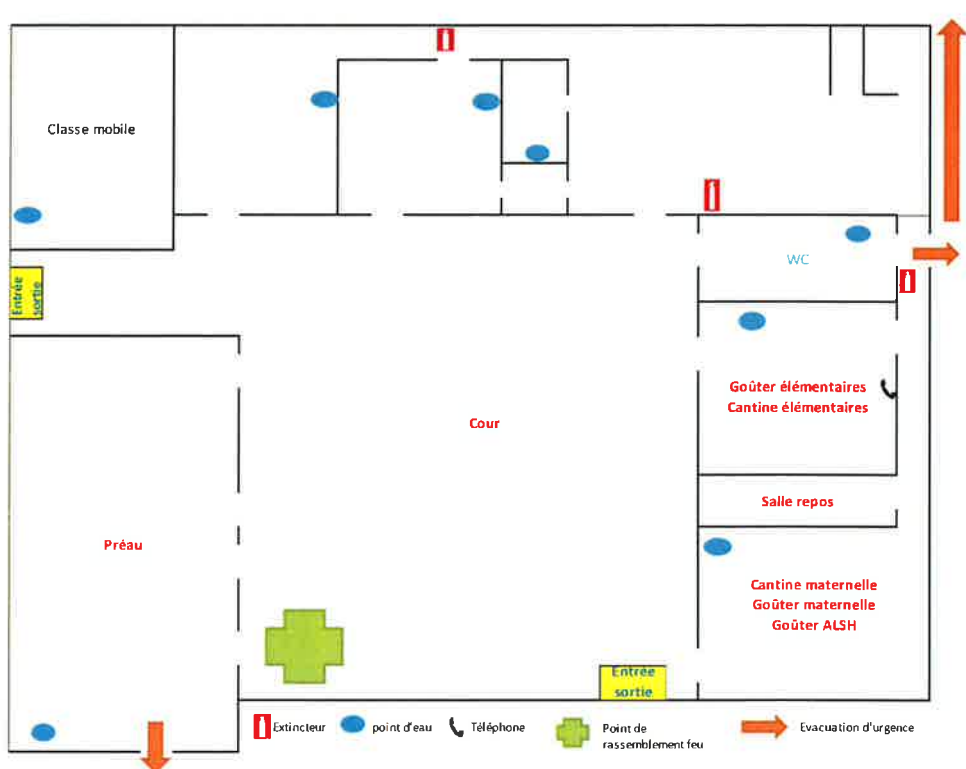 Classe mobile
WC
Entrée
sortie
Goûter élémentaires
Cantine élémentaires
Cour
Salle repos
Préau
Cantine maternelle
Goûter maternelle
Goûter ALSH
Entrée
sortie
Extincteur
point d'eau
Téléphone
Point de
rassemblement feu
Evacuation d'urgence